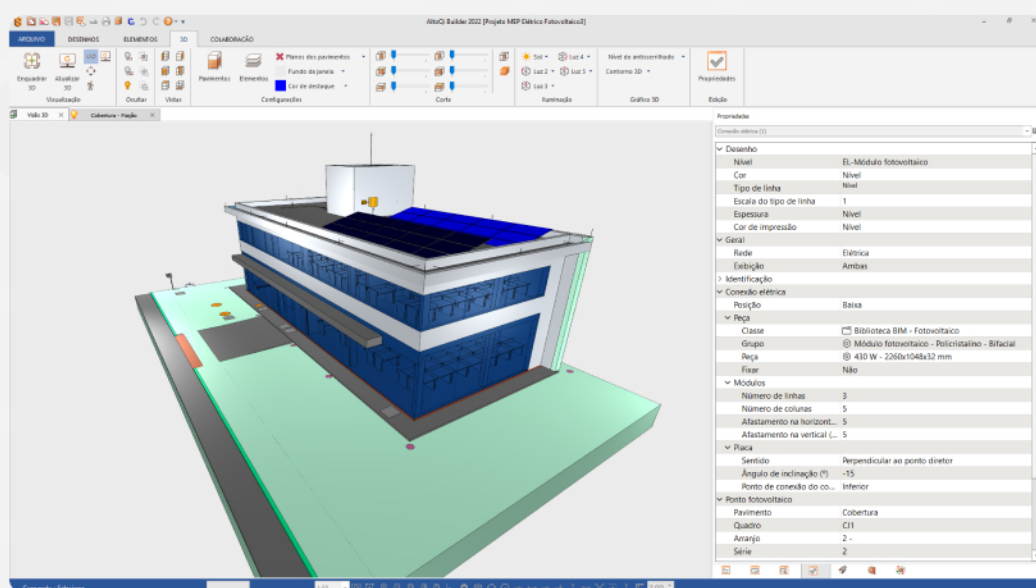 AltoQi Builder 2022 [Projeto MEP Elétrico Fotovoltaico3]
ARQUIVO DESENHOS ELEMENTOS 3D COLABORAÇÃO
Planos dos pavimentos Sol Luz 4 Nível do antisserrilhado
Fundo da janela Luz 2 Luz 5 Contorno 3D
Enquadrar 3D Atualizar 3D Pavimentos Elementos Cor de destaque Luz 3 Propriedades
Visualização Ocultar Vistas Configurações Corte Iluminação Gráfico 3D Edição
Visão 3D Cobertura - Fiação
Propriedades
Conexão elétrica (1)
Desenho
Nível EL-Módulo fotovoltaico
Cor Nível
Tipo de linha Nível
Escala do tipo de linha 1
Espessura Nível
Cor de impressão Nível
Geral
Rede Elétrica
Exibição Ambas
Identificação
Conexão elétrica
Posição Baixa
Peça
Classe Biblioteca BIM - Fotovoltaico
Grupo Módulo fotovoltaico - Policristalino - Bifacial
Peça 430 W - 2260x1048x32 mm
Fixar Não
Módulos
Número de linhas 3
Número de colunas 5
Afastamento na horizont... 5
Afastamento na vertical (... 5
Placa
Sentido Perpendicular ao ponto diretor
Ângulo de inclinação (º) -15
Ponto de conexão do co... Inferior
Ponto fotovoltaico
Pavimento Cobertura
Quadro CJ1
Arranjo 2 -
Série 2